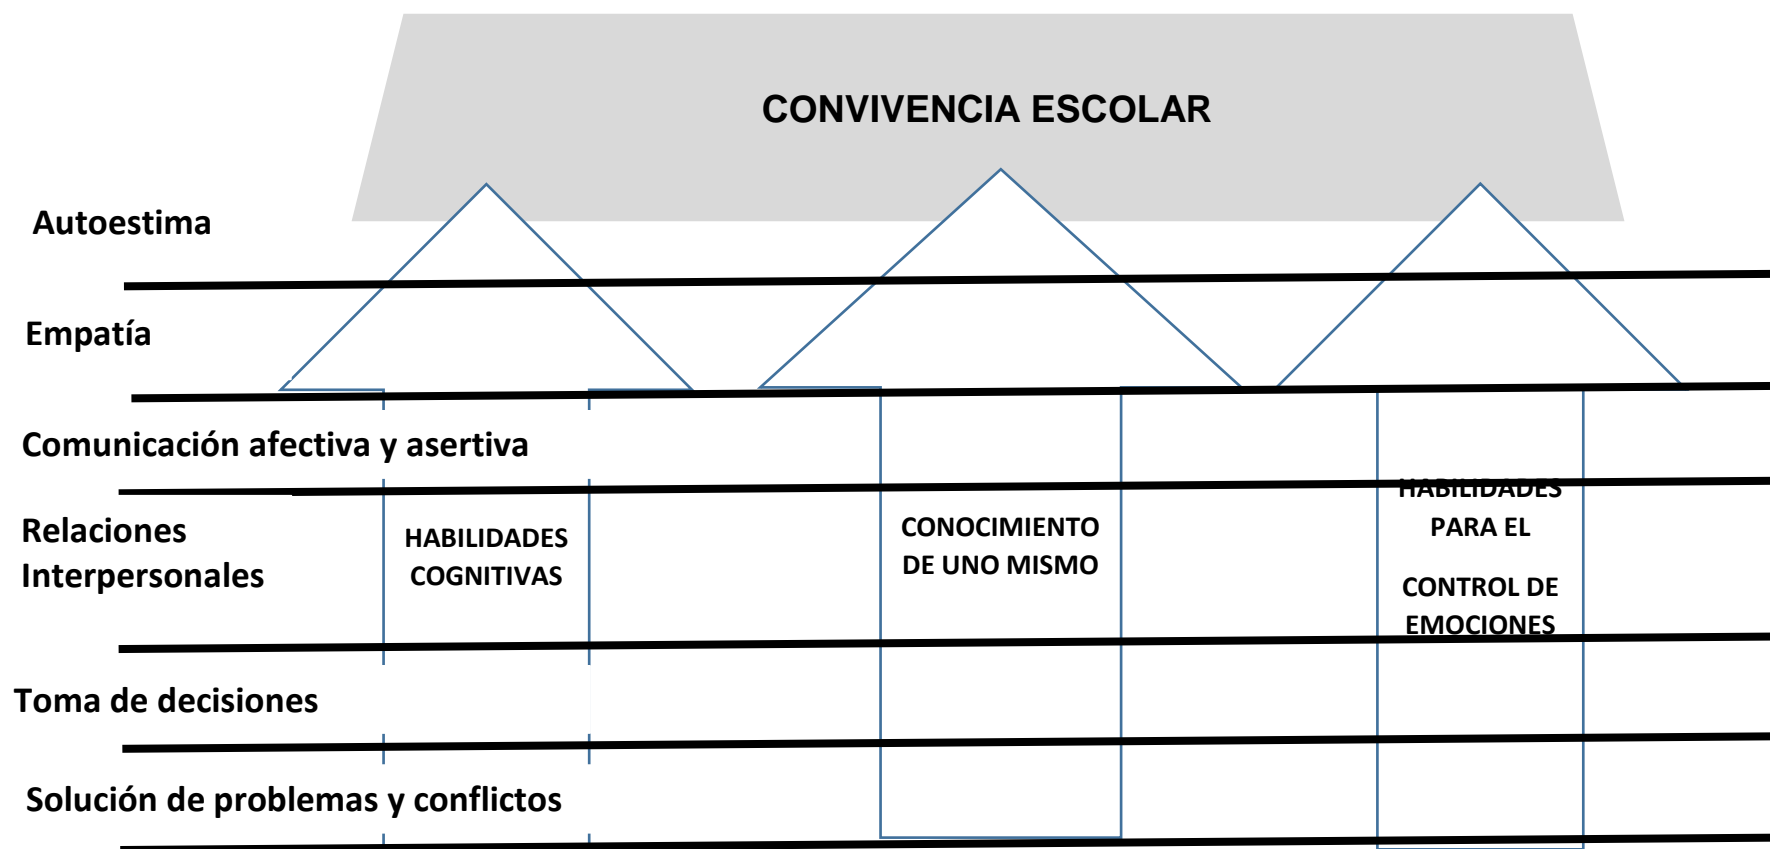 CONVIVENCIA ESCOLAR
Autoestima
Empatía
Comunicación afectiva y asertiva
Relaciones
Interpersonales
HABILIDADES
COGNITIVAS
CONOCIMIENTO
DE UNO MISMO
HABILIDADES
PARA EL
CONTROL DE
EMOCIONES
Toma de decisiones
Solución de problemas y conflictos